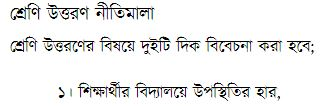 শ্রেণি উত্তরণ নীতিমালা
শ্রেণি উত্তরণের বিষয়ে দুইটি দিক বিবেচনা করা হবে;
১। শিক্ষার্থীর বিদ্যালয়ে উপস্থিতির হার,